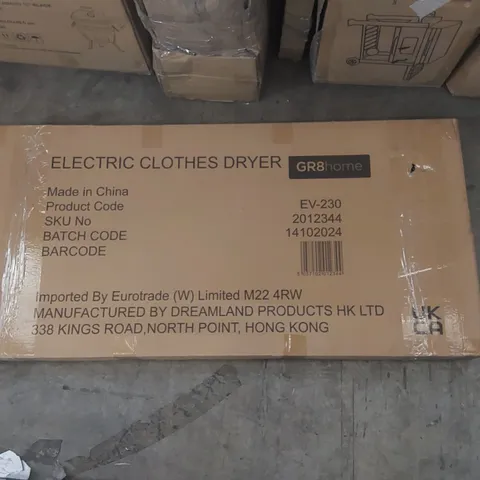 ELECTRIC CLOTHES DRYER GR8home
Made in China
Product Code EV-230
SKU No 2012344
BATCH CODE 14102024
BARCODE
Imported By Eurotrade (W) Limited M22 4RW
MANUFACTURED BY DREAMLAND PRODUCTS HK LTD
338 KINGS ROAD,NORTH POINT, HONG KONG
UK
CA